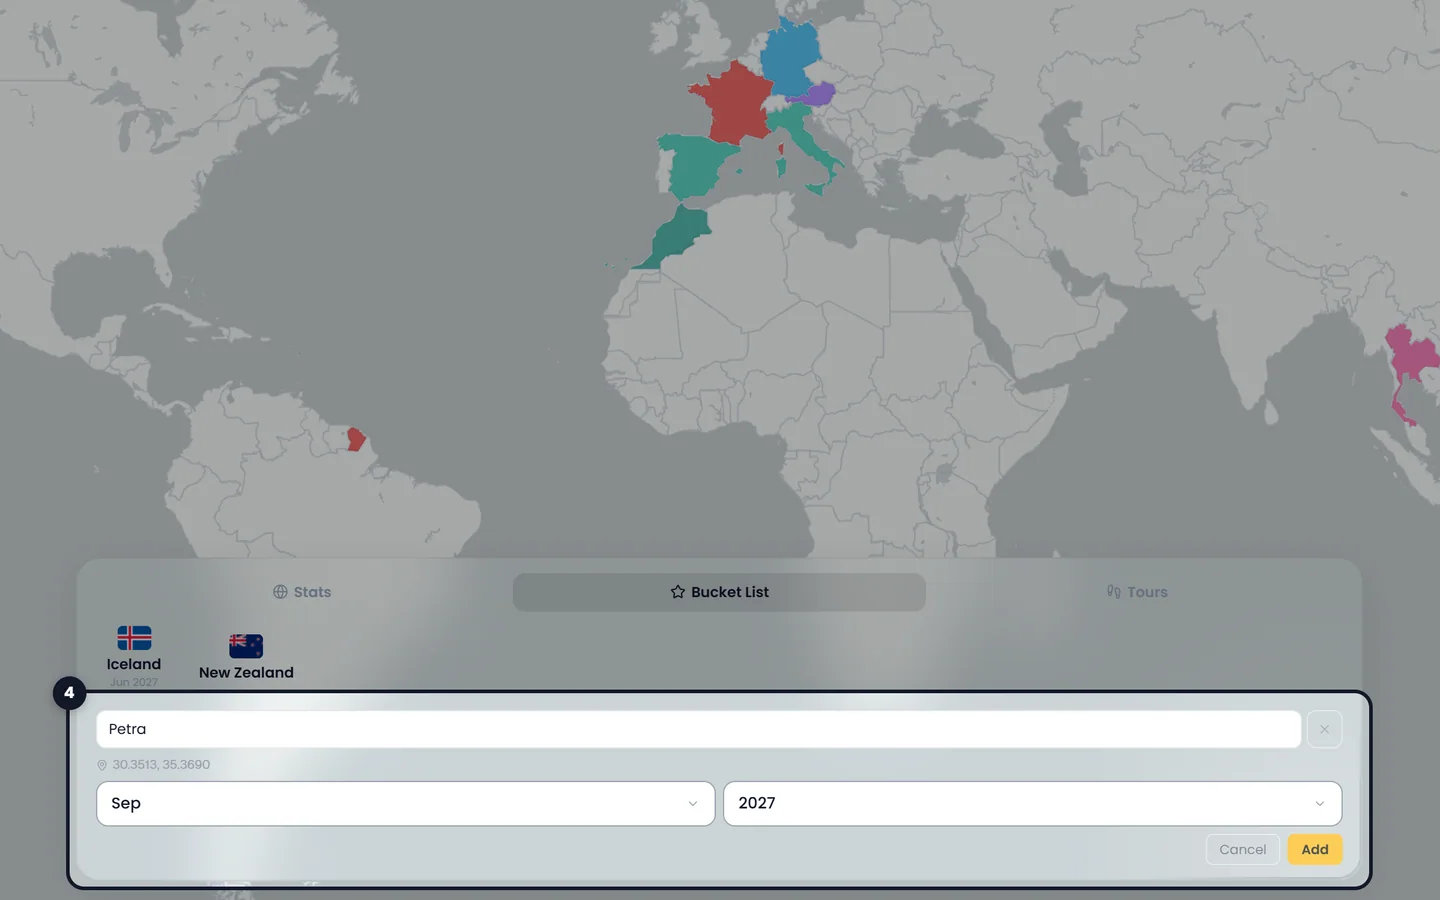 Stats
Bucket List
Tours
Iceland
Jun 2027
New Zealand
4
Petra
30.3513, 35.3690
Sep
2027
Cancel
Add